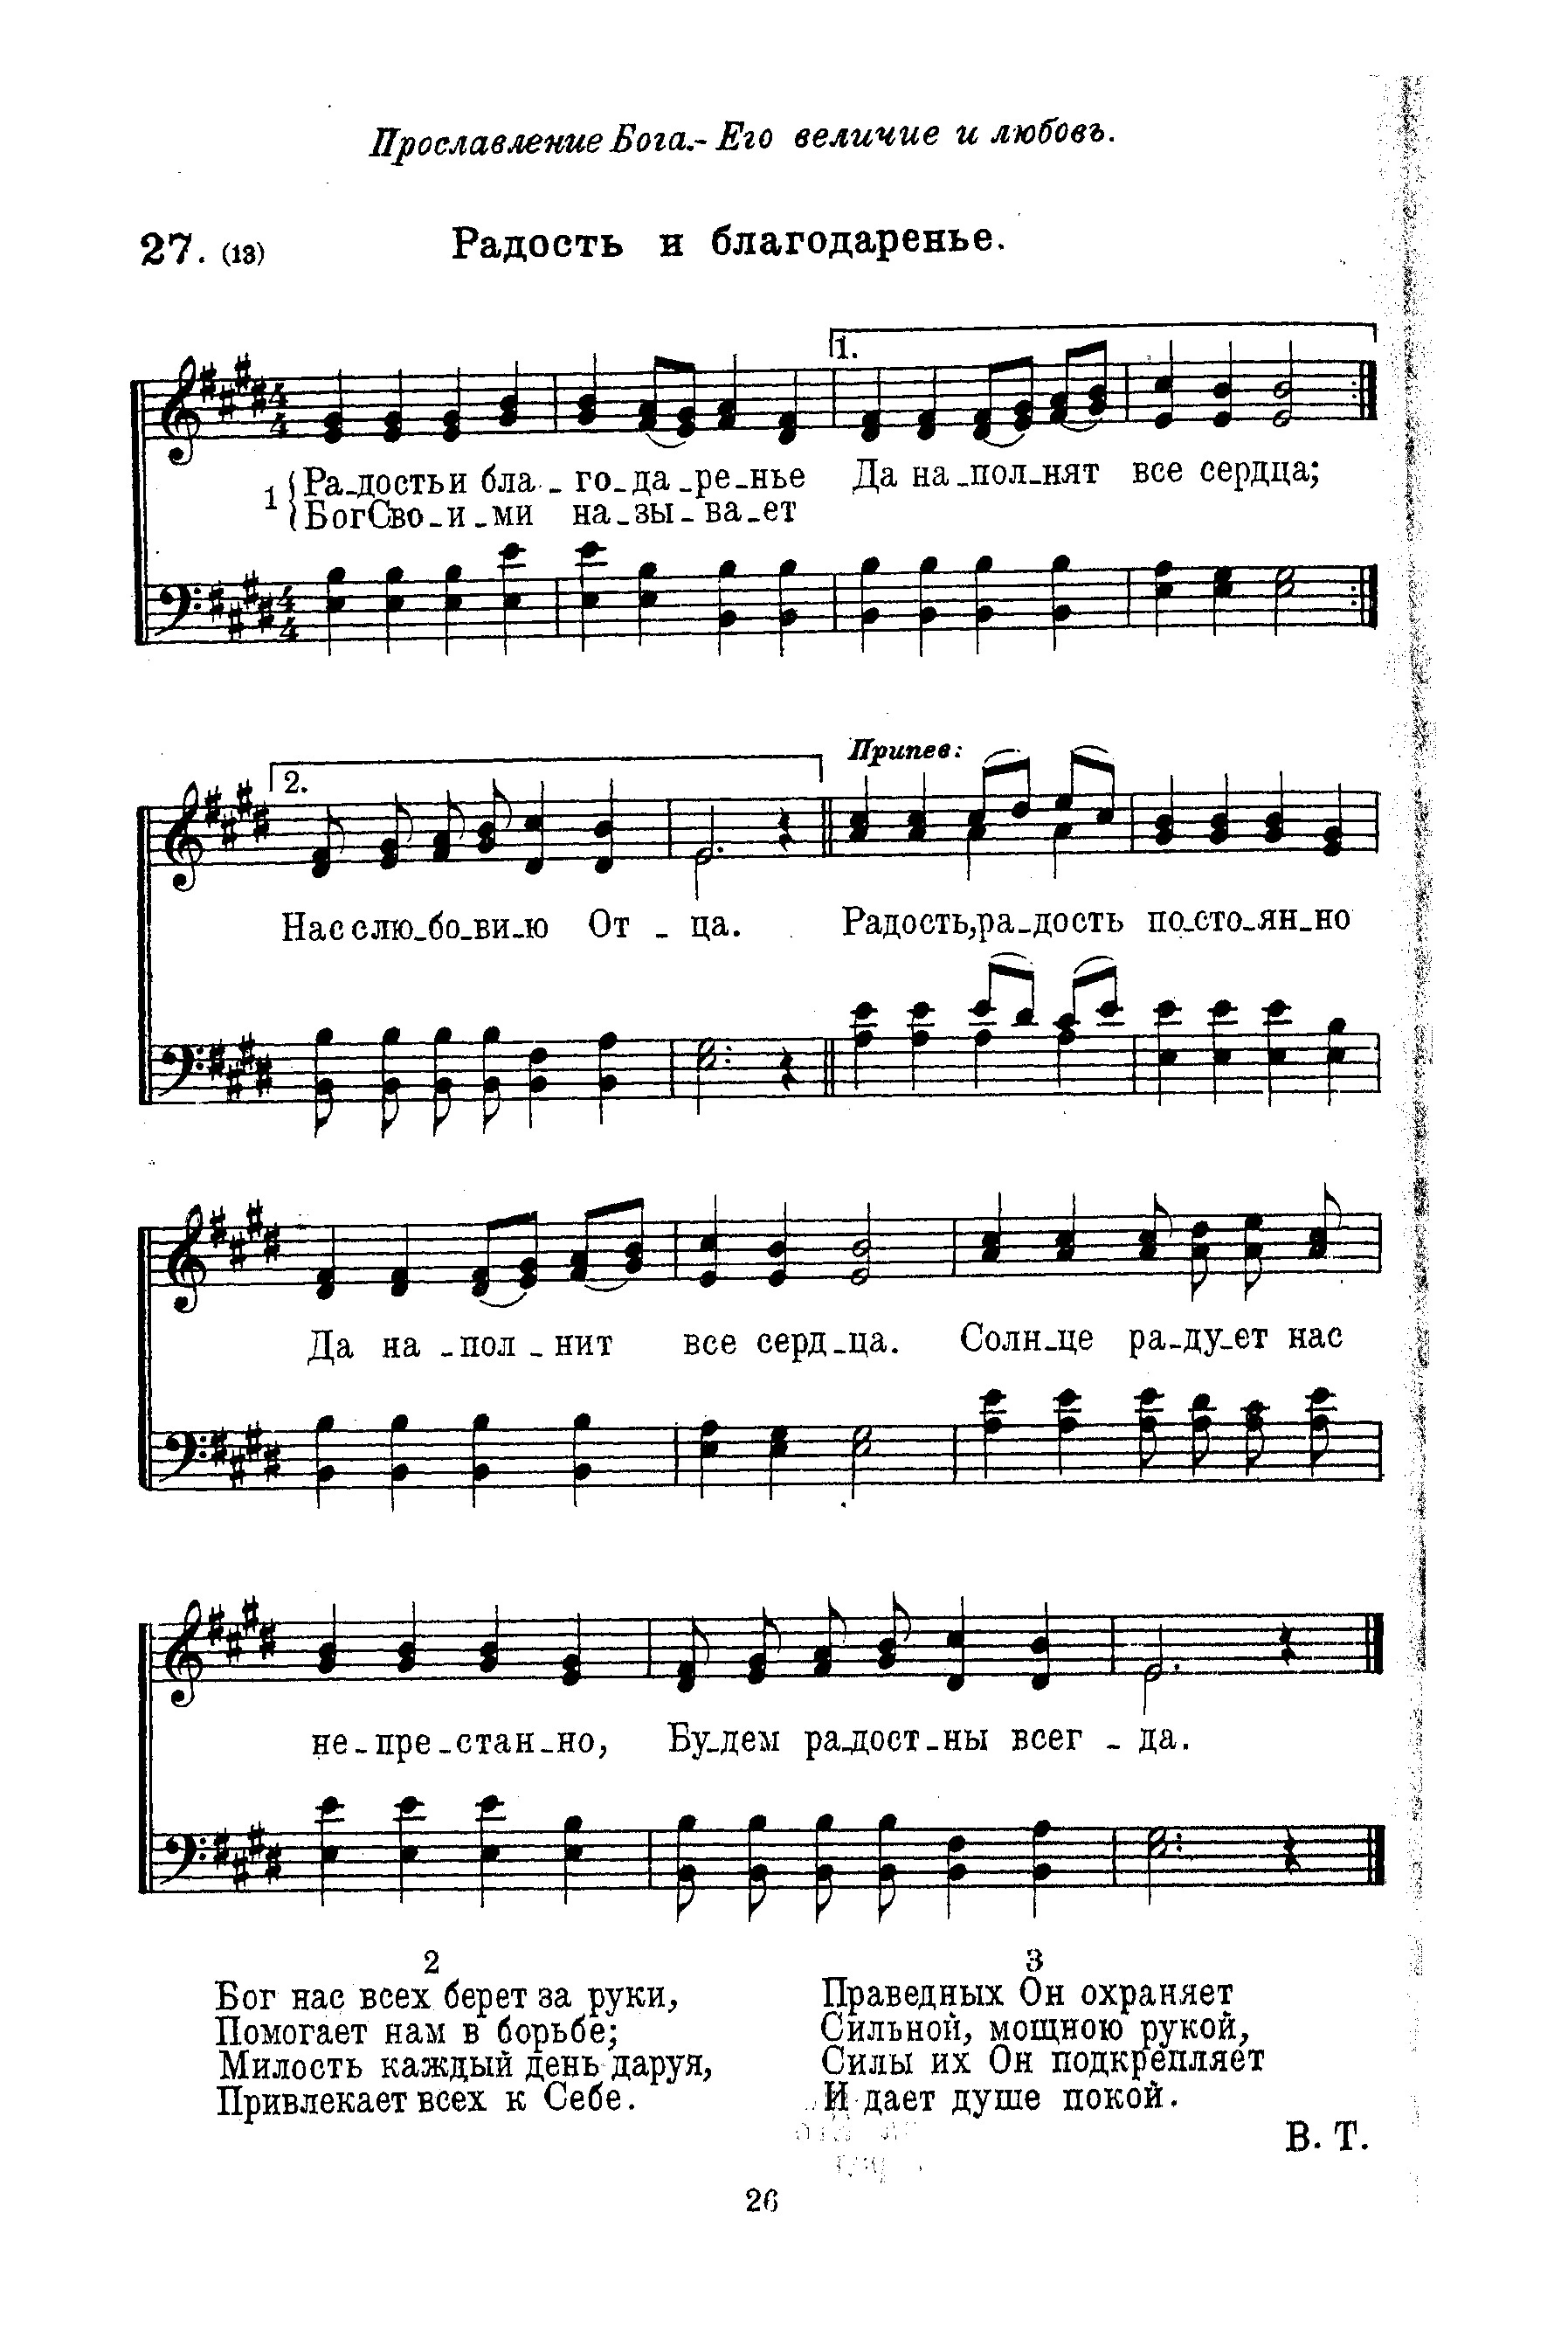 Прославление Бога.- Его величие и любовь.
27. (13) Радость и благодаренье.
1.
1 Ра-дость и бла-го-да-ре-нье Да на-пол-нят все сердца;
Бог Сво-и-ми на-зы-ва-ет
2.
Припев:
Нас с лю-бо-ви-ю От-ца. Радость, ра-дость по-сто-ян-но
Да на-пол-нит все серд-ца. Солн-це ра-ду-ет нас
не-пре-стан-но, Бу-дем ра-дост-ны всег-да.
2
Бог нас всех берет за руки,
Помогает нам в борьбе;
Милость каждый день даруя,
Привлекает всех к Себе.
3
Праведных Он охраняет
Сильной, мощною рукой,
Силы их Он подкрепляет
И дает душе покой.
В. Т.
26